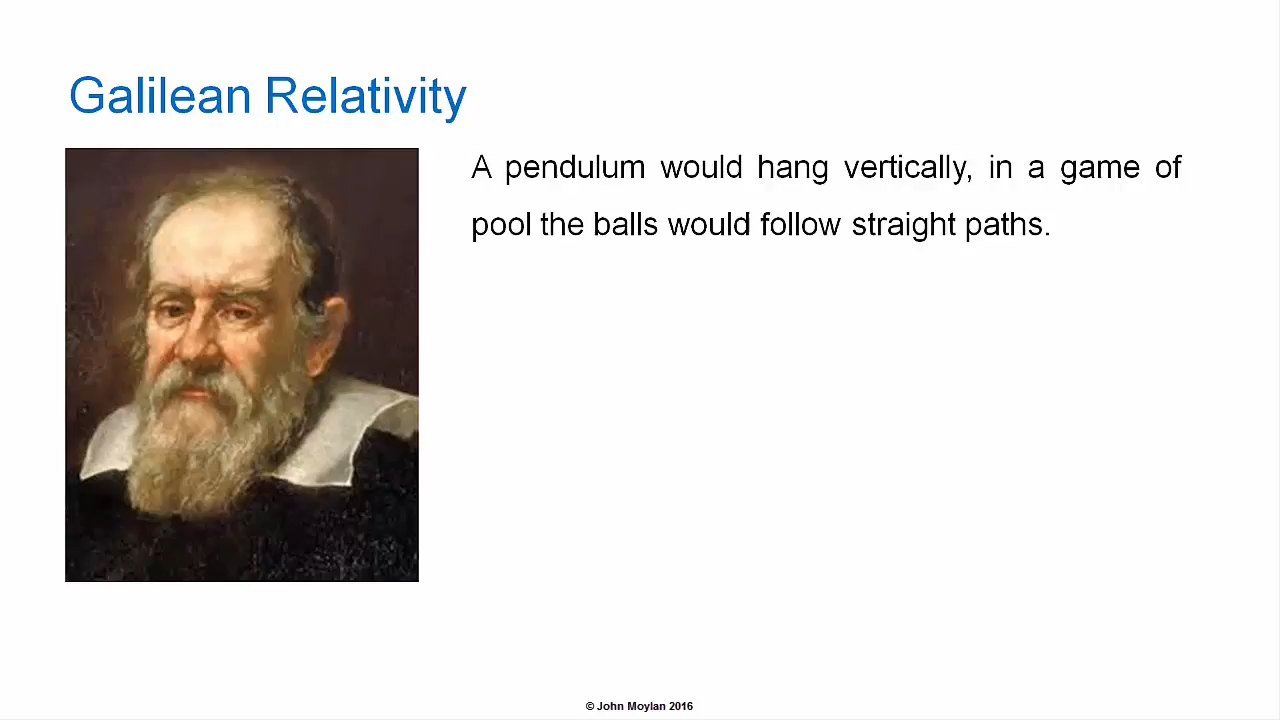 Galilean Relativity
A pendulum would hang vertically, in a game of
pool the balls would follow straight paths.
© John Moylan 2016